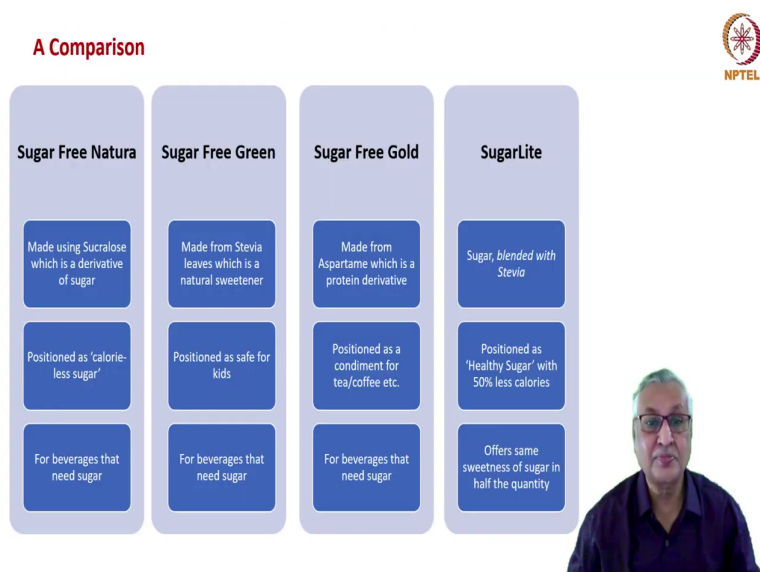 A Comparison
NPTEL
Sugar Free Natura
Made using Sucralose
which is a derivative
of sugar
Positioned as ‘calorie-
less sugar’
For beverages that
need sugar
Sugar Free Green
Made from Stevia
leaves which is a
natural sweetener
Positioned as safe for
kids
For beverages that
need sugar
Sugar Free Gold
Made from
Aspartame which is a
protein derivative
Positioned as a
condiment for
tea/coffee etc.
For beverages that
need sugar
SugarLite
Sugar, blended with
Stevia
Positioned as
‘Healthy Sugar’ with
50% less calories
Offers same
sweetness of sugar in
half the quantity